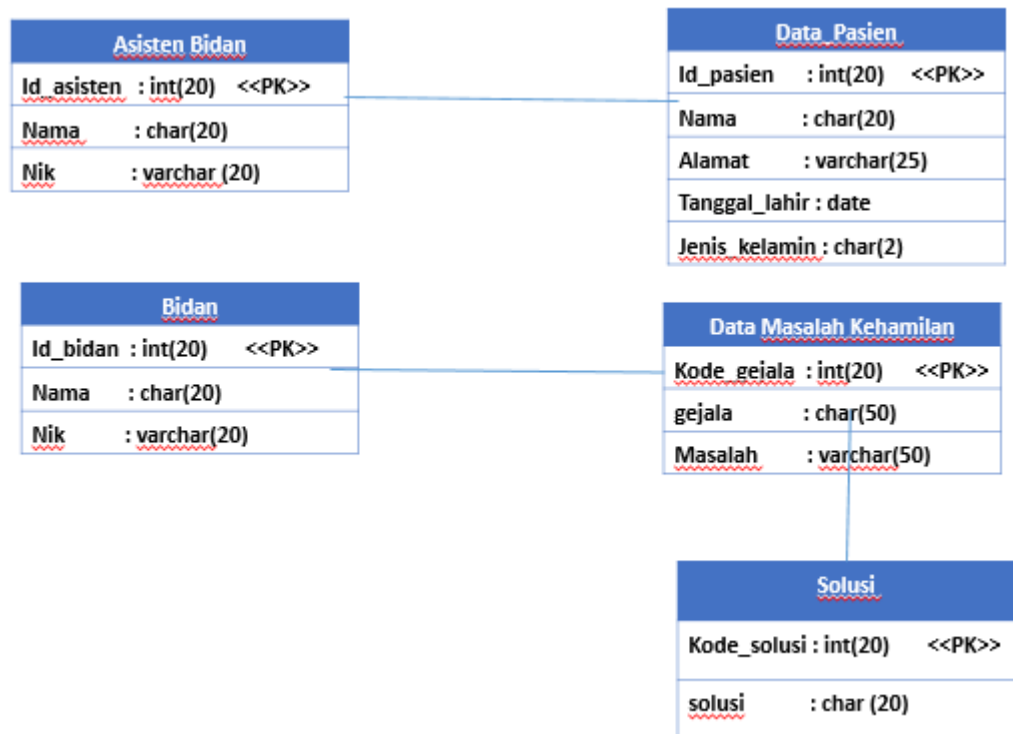 Asisten Bidan
Id_asisten : int(20) <<PK>>
Nama : char(20)
Nik : varchar (20)
Data_Pasien
Id_pasien : int(20) <<PK>>
Nama : char(20)
Alamat : varchar(25)
Tanggal_lahir : date
Jenis_kelamin : char(2)
Bidan
Id_bidan : int(20) <<PK>>
Nama : char(20)
Nik : varchar(20)
Data Masalah Kehamilan
Kode_gejala : int(20) <<PK>>
gejala : char(50)
Masalah : varchar(50)
Solusi
Kode_solusi : int(20) <<PK>>
solusi : char (20)